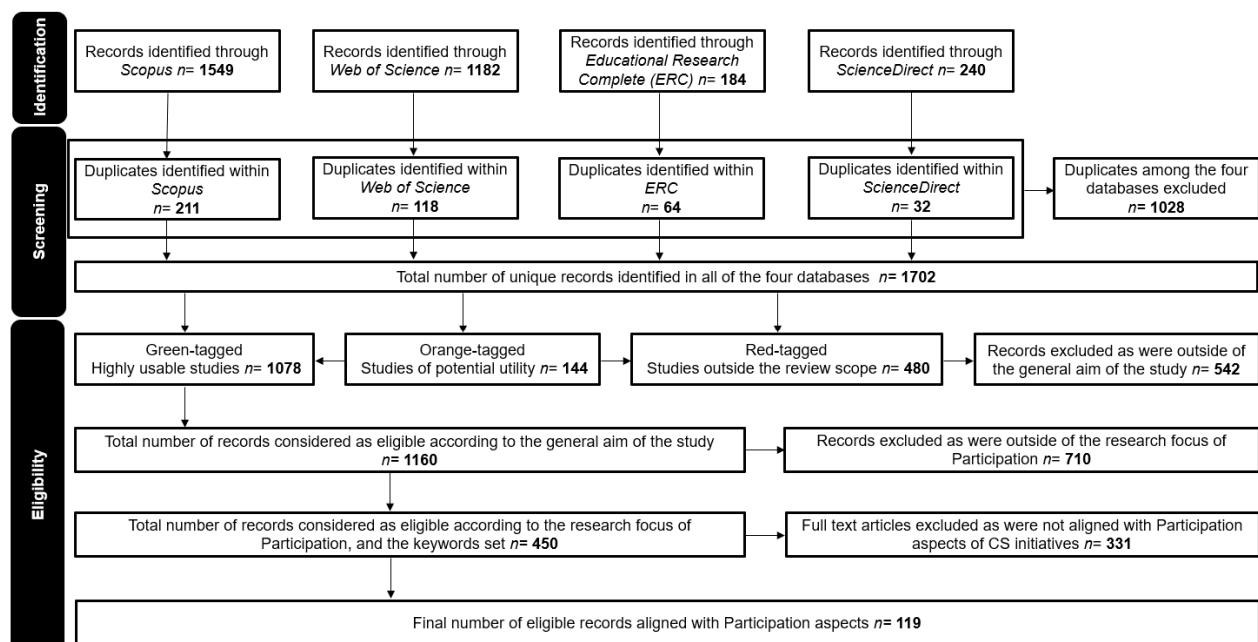 Identification
Records identified through
Scopus n= 1549
Records identified through
Web of Science n= 1182
Records identified through
Educational Research
Complete (ERC) n= 184
Records identified through
ScienceDirect n= 240
Screening
Duplicates identified within
Scopus
n= 211
Duplicates identified within
Web of Science
n= 118
Duplicates identified within
ERC
n= 64
Duplicates identified within
ScienceDirect
n= 32
Duplicates among the four
databases excluded
n= 1028
Total number of unique records identified in all of the four databases n= 1702
Eligibility
Green-tagged
Highly usable studies n= 1078
Orange-tagged
Studies of potential utility n= 144
Red-tagged
Studies outside the review scope n= 480
Records excluded as were outside of
the general aim of the study n= 542
Total number of records considered as eligible according to the general aim of the study
n= 1160
Records excluded as were outside of the research focus of
Participation n= 710
Total number of records considered as eligible according to the research focus of
Participation, and the keywords set n= 450
Full text articles excluded as were not aligned with Participation
aspects of CS initiatives n= 331
Final number of eligible records aligned with Participation aspects n= 119